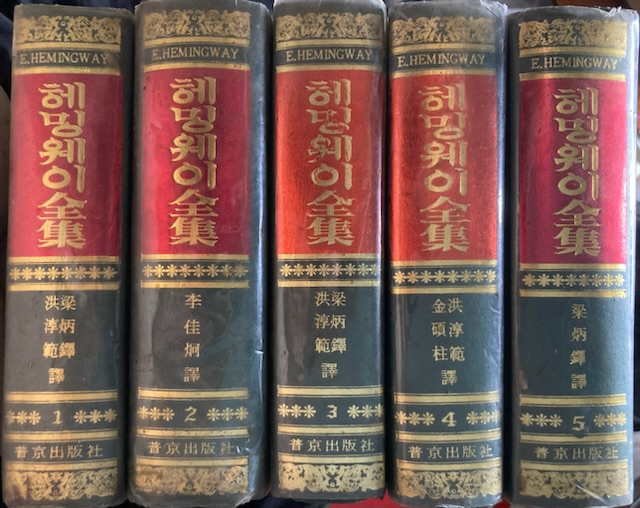 E.HEMINGWAY
헤밍웨이全集
梁炳鐸
洪淳範
譯
1
普京出版社
E.HEMINGWAY
헤밍웨이全集
李佳炯譯
2
普京出版社
E.HEMINGWAY
헤밍웨이全集
梁炳鐸
洪淳範
譯
3
普京出版社
E.HEMINGWAY
헤밍웨이全集
洪淳範
金碩柱
譯
4
普京出版社
E.HEMINGWAY
헤밍웨이全集
梁炳鐸譯
5
普京出版社